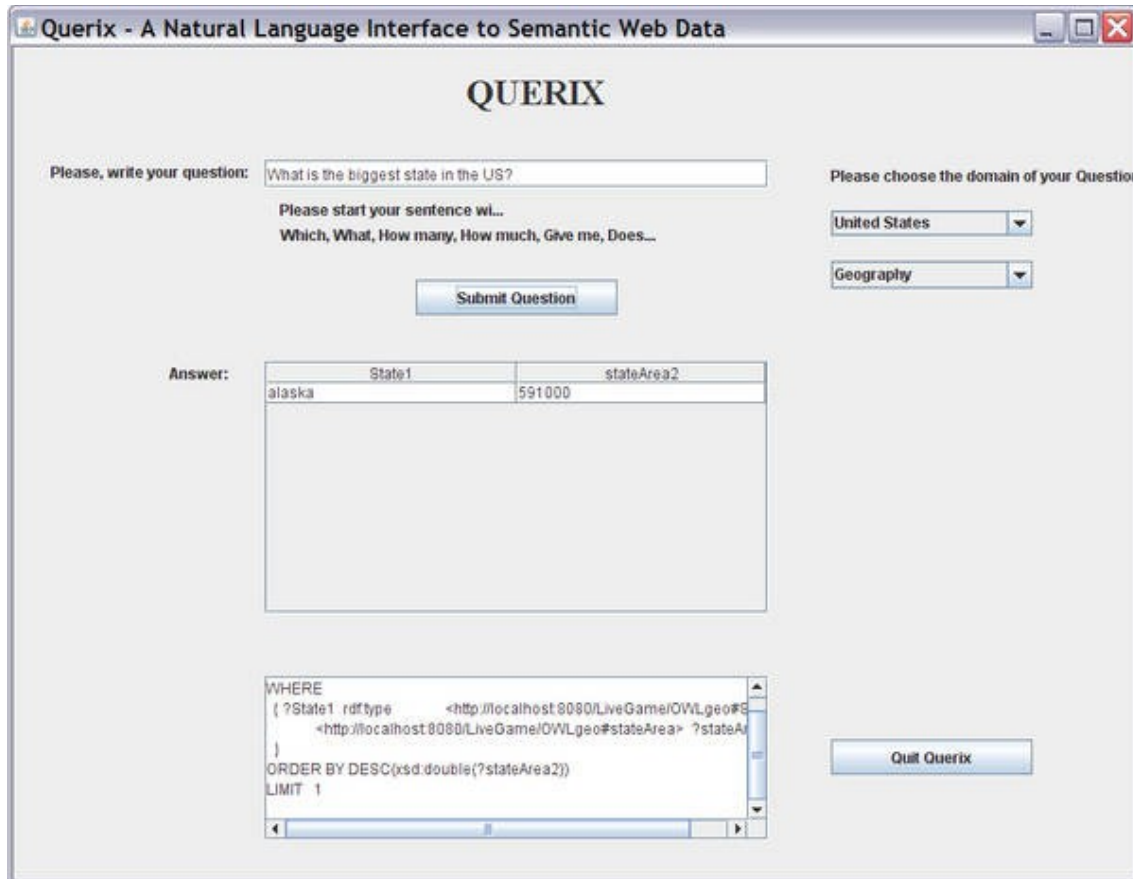 Querix - A Natural Language Interface to Semantic Web Data
QUERIX
Please, write your question: What is the biggest state in the US?
Please choose the domain of your Question
Please start your sentence wi...
Which, What, How many, How much, Give me, Does...
United States
Geography
Submit Question
Answer:
State1 stateArea2
alaska 591000
WHERE
{ ?State1 rdf:type <http://localhost:8080/LiveGame/OWLgeo#S
<http://localhost:8080/LiveGame/OWLgeo#stateArea> ?stateAr
}
ORDER BY DESC(xsd:double(?stateArea2))
LIMIT 1
Quit Querix